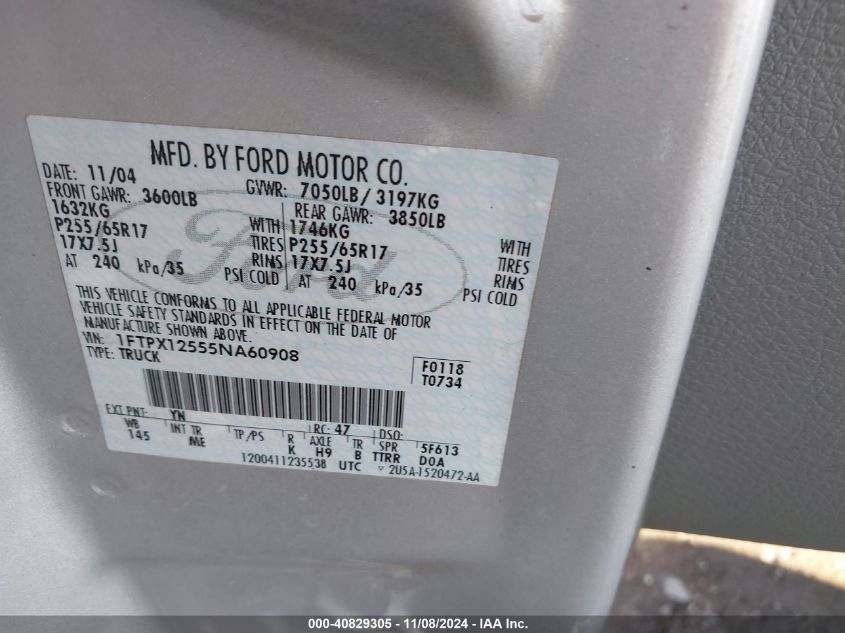 MFD. BY FORD MOTOR CO.
DATE: 11/04 GVWR: 7050LB / 3197KG
FRONT GAWR: 3600LB REAR GAWR: 3850LB
1632KG WITH 1746KG WITH
P255/65R17 TIRES P255/65R17 TIRES
17X7.5J RIMS 17X7.5J RIMS
AT 240 kPa/35 PSI COLD AT 240 kPa/35 PSI COLD
Ford
THIS VEHICLE CONFORMS TO ALL APPLICABLE FEDERAL MOTOR
VEHICLE SAFETY STANDARDS IN EFFECT ON THE DATE OF
MANUFACTURE SHOWN ABOVE.
VIN: 1FTPX12555NA60908
TYPE: TRUCK
F0118
T0734
EXT PNT: YN RC: 47 DSO:
WB INT TR TP/PS R AXLE TR SPR 5F613
145 ME K H9 B TTRR D0A
1200411235538 UTC 2U5A-1520472-AA
000-40829305 - 11/08/2024 - IAA Inc.